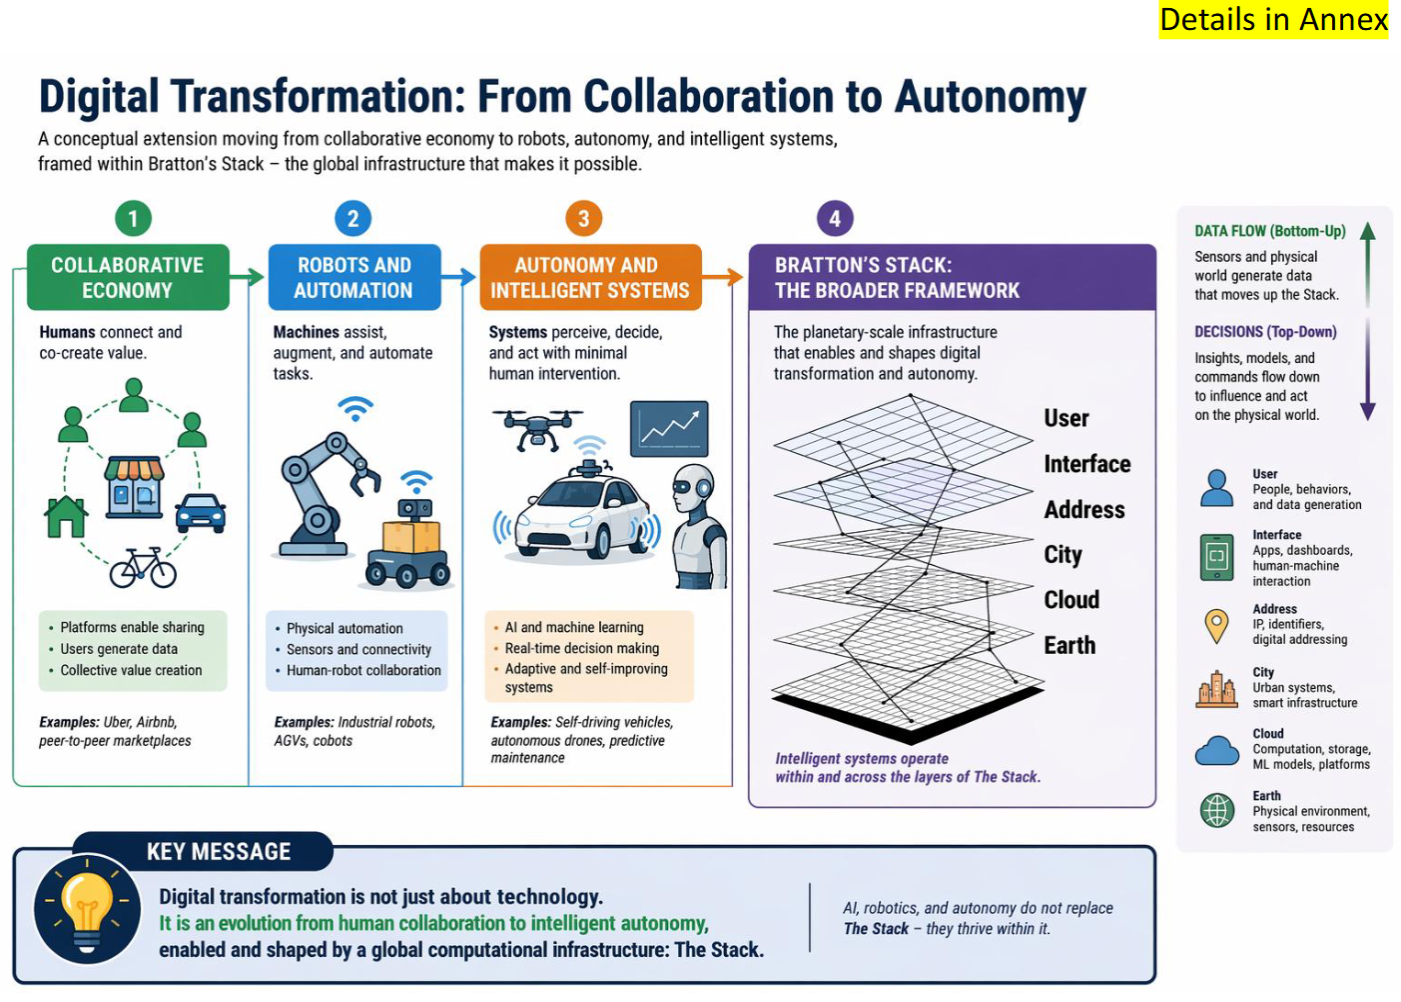 Details in Annex
Digital Transformation: From Collaboration to Autonomy
A conceptual extension moving from collaborative economy to robots, autonomy, and intelligent systems,
framed within Bratton's Stack – the global infrastructure that makes it possible.
1
COLLABORATIVE
ECONOMY
Humans connect and
co-create value.
• Platforms enable sharing
• Users generate data
• Collective value creation
Examples: Uber, Airbnb,
peer-to-peer marketplaces
2
ROBOTS AND
AUTOMATION
Machines assist,
augment, and automate
tasks.
• Physical automation
• Sensors and connectivity
• Human-robot collaboration
Examples: Industrial robots,
AGVs, cobots
3
AUTONOMY AND
INTELLIGENT SYSTEMS
Systems perceive, decide,
and act with minimal
human intervention.
• AI and machine learning
• Real-time decision making
• Adaptive and self-improving
systems
Examples: Self-driving vehicles,
autonomous drones, predictive
maintenance
4
BRATTON'S STACK:
THE BROADER FRAMEWORK
The planetary-scale infrastructure
that enables and shapes digital
transformation and autonomy.
User
Interface
Address
City
Cloud
Earth
Intelligent systems operate
within and across the layers of The Stack.
DATA FLOW (Bottom-Up)
Sensors and physical
world generate data
that moves up the Stack.
DECISIONS (Top-Down)
Insights, models, and
commands flow down
to influence and act
on the physical world.
User
People, behaviors,
and data generation
Interface
Apps, dashboards,
human-machine
interaction
Address
IP, identifiers,
digital addressing
City
Urban systems,
smart infrastructure
Cloud
Computation, storage,
ML models, platforms
Earth
Physical environment,
sensors, resources
KEY MESSAGE
Digital transformation is not just about technology.
It is an evolution from human collaboration to intelligent autonomy,
enabled and shaped by a global computational infrastructure: The Stack.
AI, robotics, and autonomy do not replace
The Stack – they thrive within it.